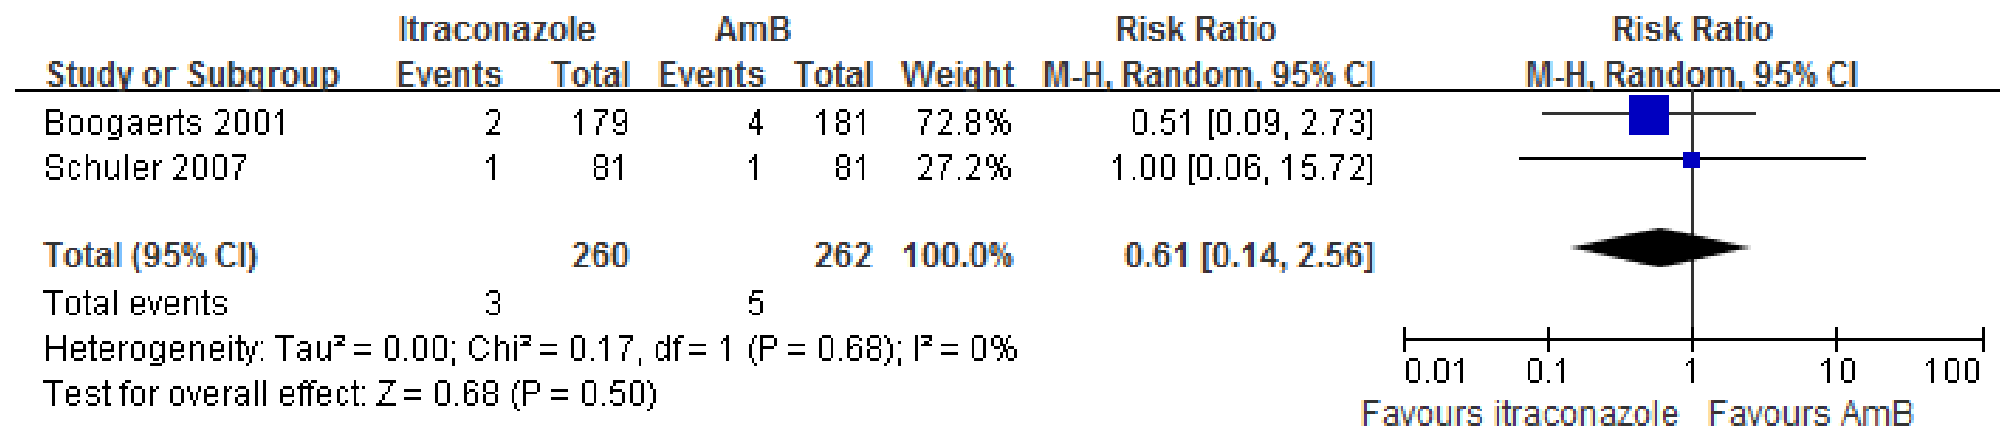 Itraconazole AmB Risk Ratio Risk Ratio
Study or Subgroup Events Total Events Total Weight M-H, Random, 95% CI M-H, Random, 95% CI
Boogaerts 2001 2 179 4 181 72.8% 0.51 [0.09, 2.73]
Schuler 2007 1 81 1 81 27.2% 1.00 [0.06, 15.72]
Total (95% CI) 260 262 100.0% 0.61 [0.14, 2.56]
Total events 3 5
Heterogeneity: Tau² = 0.00; Chi² = 0.17, df = 1 (P = 0.68); I² = 0%
Test for overall effect: Z = 0.68 (P = 0.50)
0.01 0.1 1 10 100
Favours itraconazole Favours AmB